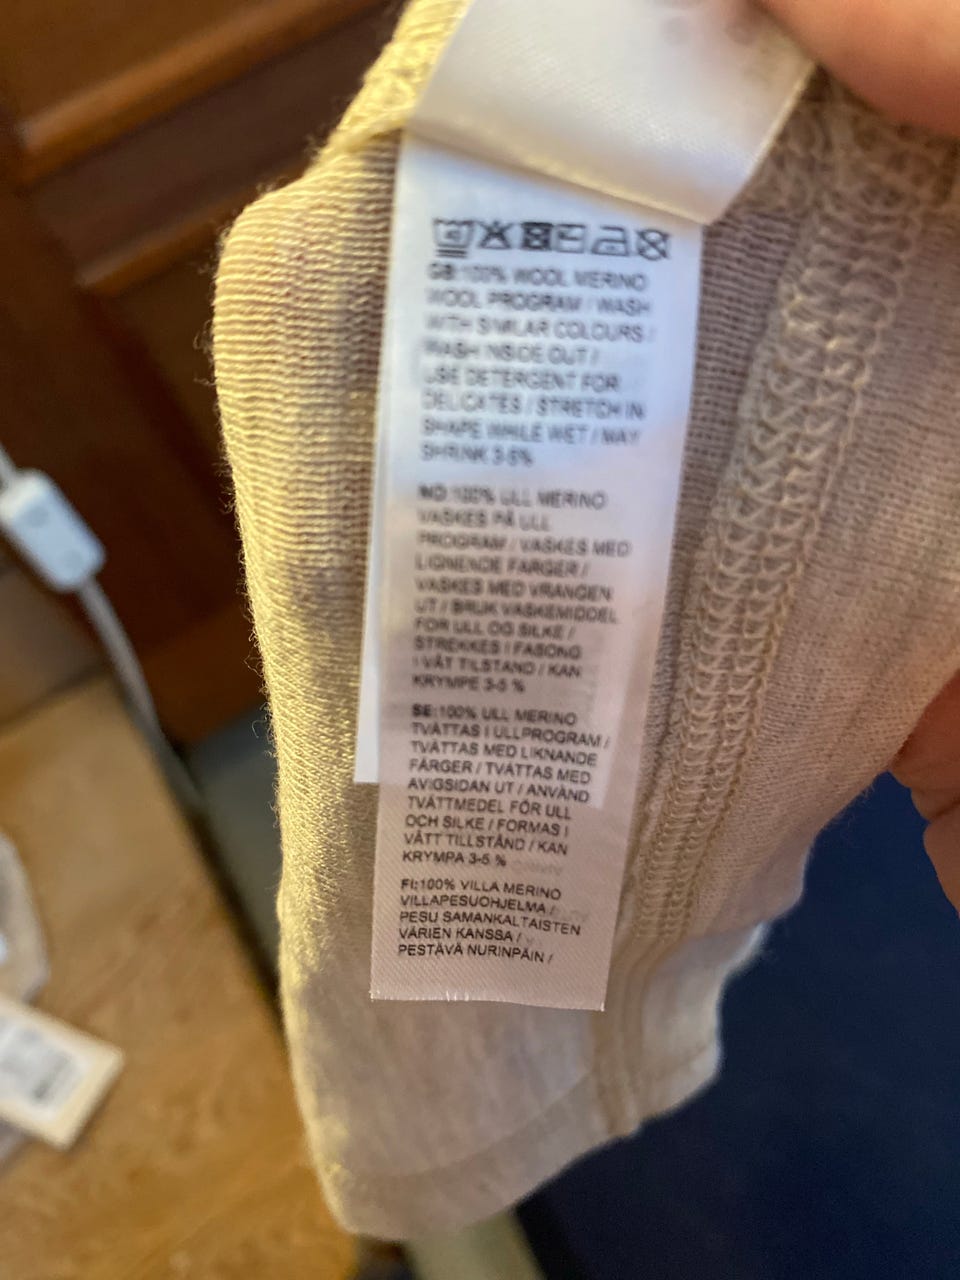 GB:100% WOOL MERINO
WOOL PROGRAM / WASH
WITH SIMILAR COLOURS /
WASH INSIDE OUT /
USE DETERGENT FOR
DELICATES / STRETCH IN
SHAPE WHILE WET / MAY
SHRINK 3-5%
NO:100% ULL MERINO
VASKES PÅ ULL
PROGRAM / VASKES MED
LIGNENDE FARGER /
VASKES MED VRANGEN
UT / BRUK VASKEMIDDEL
FOR ULL OG SILKE /
STREKKES I FASONG
I VÅT TILSTAND / KAN
KRYMPE 3-5 %
SE:100% ULL MERINO
TVÄTTAS I ULLPROGRAM /
TVÄTTAS MED LIKNANDE
FÄRGER / TVÄTTAS MED
AVIGSIDAN UT / ANVÄND
TVÄTTMEDEL FÖR ULL
OCH SILKE / FORMAS I
VÅTT TILLSTÅND / KAN
KRYMPA 3-5 %
FI:100% VILLA MERINO
VILLAPESUOHJELMA /
PESU SAMANKALTAISTEN
VÄRIEN KANSSA /
PESTÄVÄ NURINPÄIN /